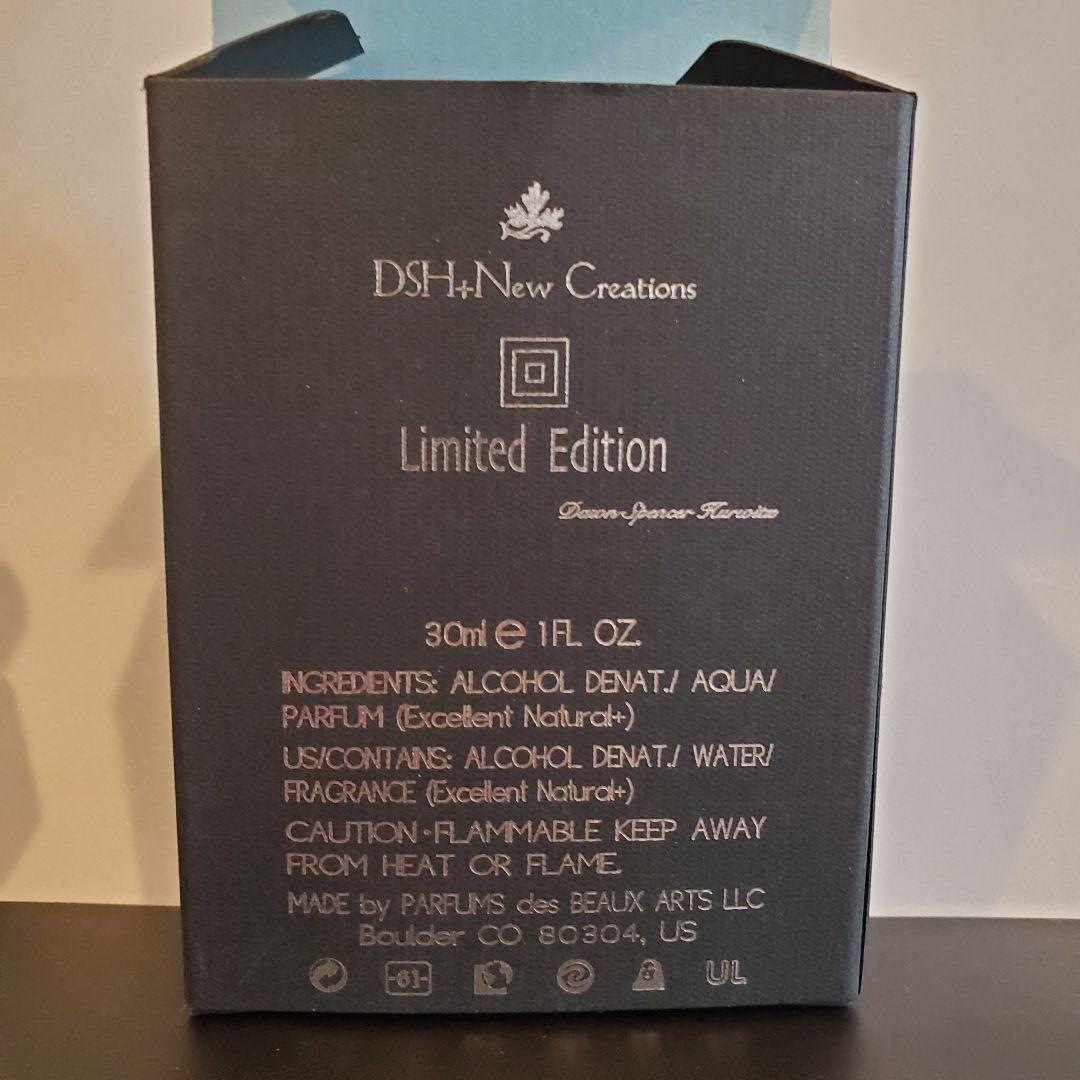 DSH+New Creations
Limited Edition
Dawn Spencer Hurwitz
30ml e 1FL. OZ.
INGREDIENTS: ALCOHOL DENAT./ AQUA/
PARFUM (Excellent Natural+)
US/CONTAINS: ALCOHOL DENAT./ WATER/
FRAGRANCE (Excellent Natural+)
CAUTION·FLAMMABLE KEEP AWAY
FROM HEAT OR FLAME.
MADE by PARFUMS des BEAUX ARTS LLC
Boulder CO 80304, US
-61- UL